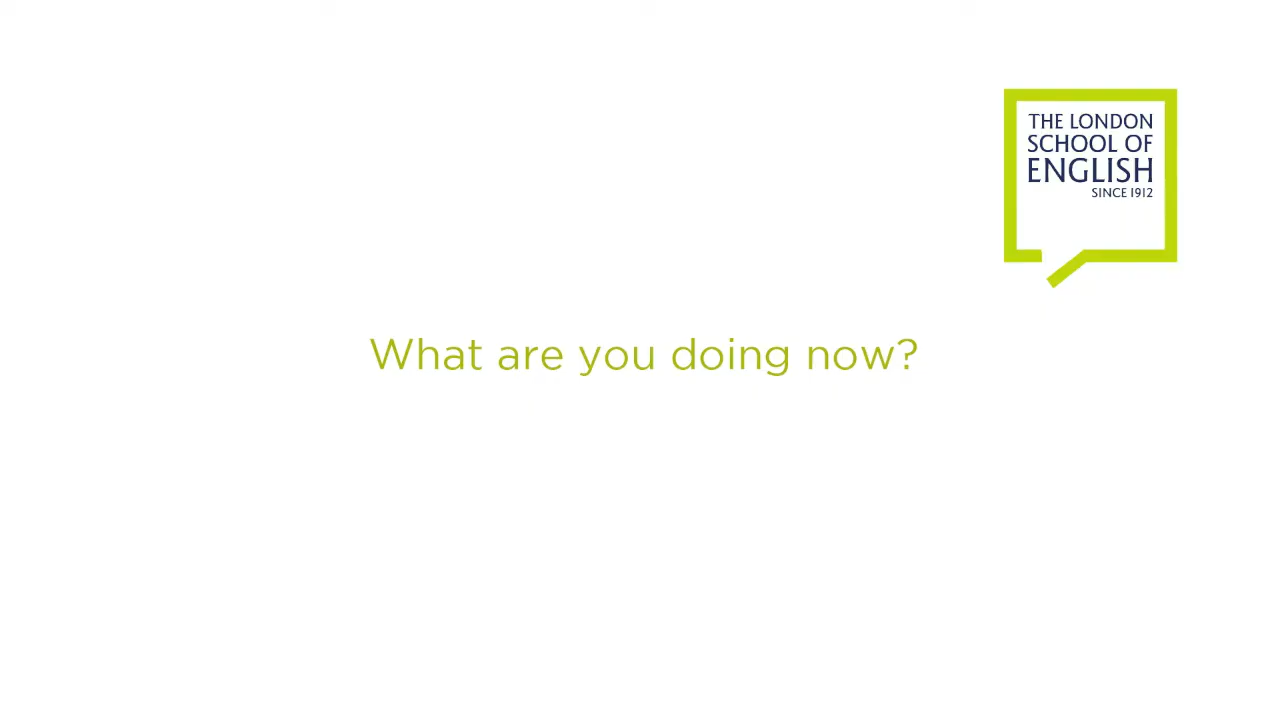 THE LONDON
SCHOOL OF
ENGLISH
SINCE 1912
What are you doing now?